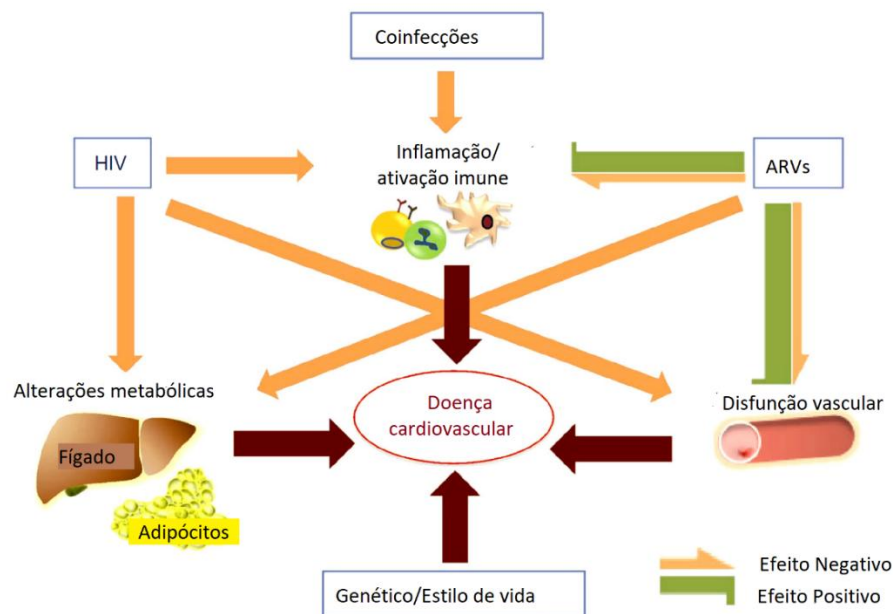 Coinfecções
HIV
Inflamação/
ativação imune
ARVs
Alterações metabólicas
Fígado
Adipócitos
Doença
cardiovascular
Disfunção vascular
Genético/Estilo de vida
Efeito Negativo
Efeito Positivo